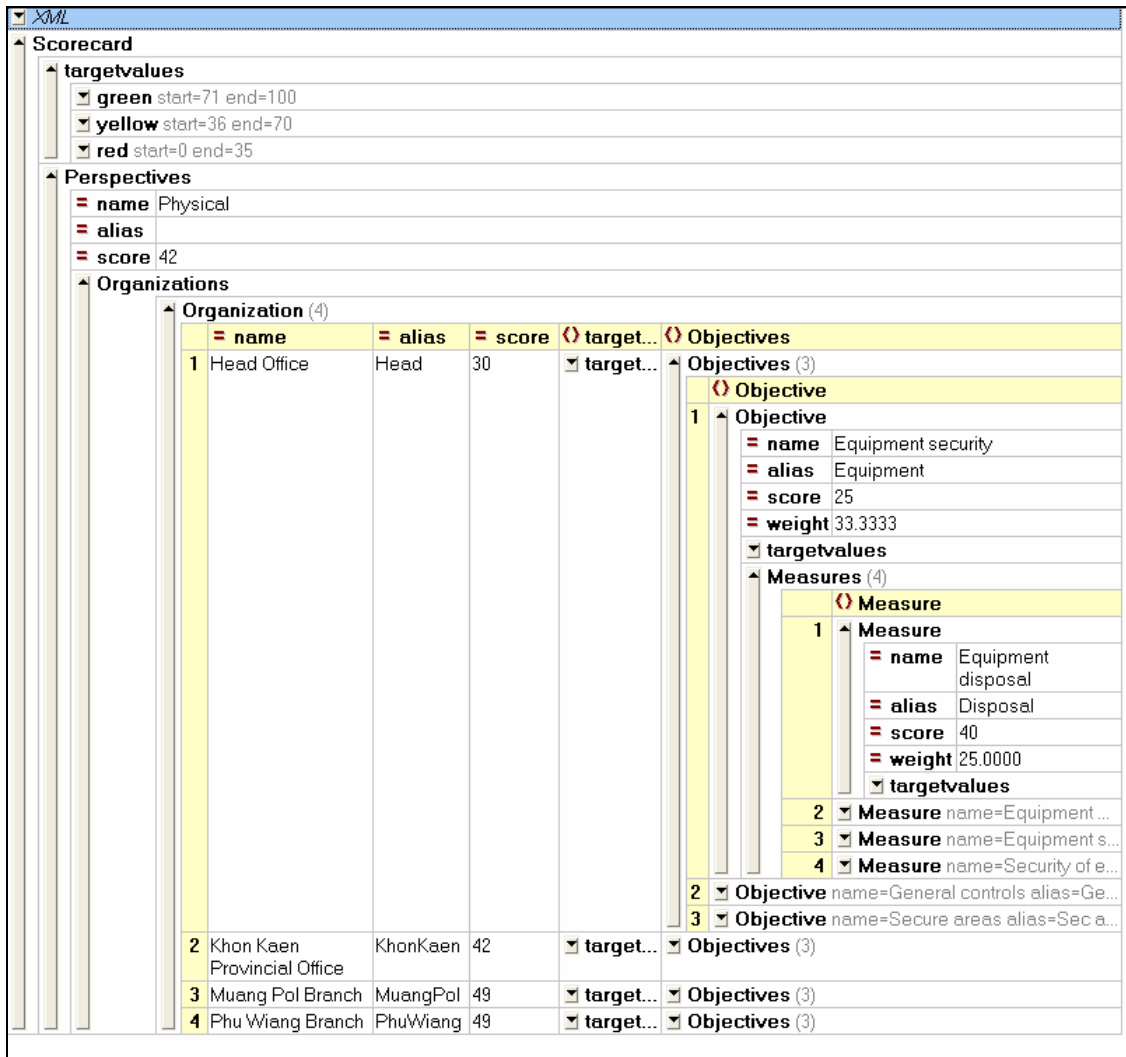 XML
Scorecard
targetvalues
green start=71 end=100
yellow start=36 end=70
red start=0 end=35
Perspectives
= name Physical
= alias
= score 42
Organizations
Organization (4)
= name = alias = score <> target... <> Objectives
1 Head Office Head 30 target... Objectives (3)
<> Objective
1 Objective
= name Equipment security
= alias Equipment
= score 25
= weight 33.3333
targetvalues
Measures (4)
<> Measure
1 Measure
= name Equipment
disposal
= alias Disposal
= score 40
= weight 25.0000
targetvalues
2 Measure name=Equipment ...
3 Measure name=Equipment s...
4 Measure name=Security of e...
2 Objective name=General controls alias=Ge...
3 Objective name=Secure areas alias=Sec a...
2 Khon Kaen KhonKaen 42 target... Objectives (3)
Provincial Office
3 Muang Pol Branch MuangPol 49 target... Objectives (3)
4 Phu Wiang Branch PhuWiang 49 target... Objectives (3)